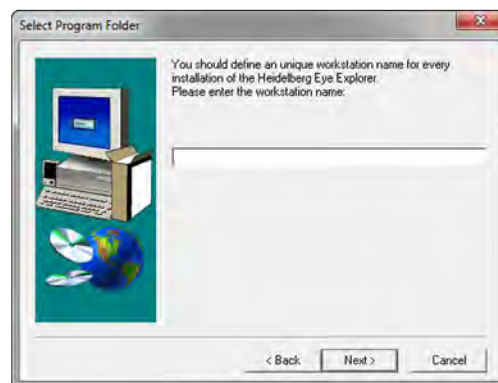 Select Program Folder
You should define an unique workstation name for every
installation of the Heidelberg Eye Explorer.
Please enter the workstation name:
< Back
Next >
Cancel